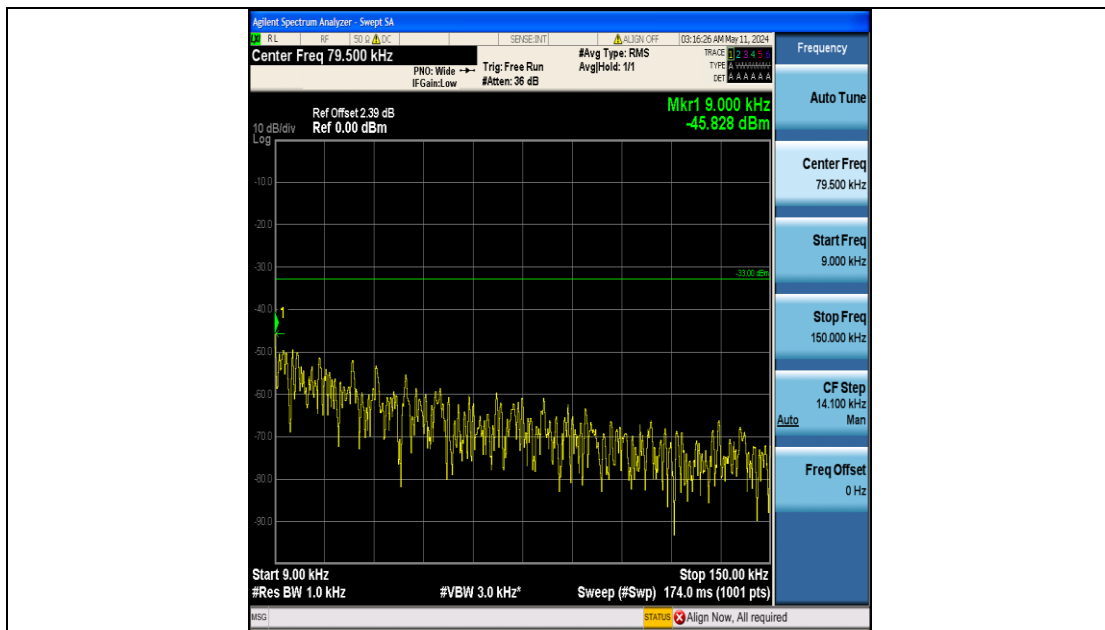 Agilent Spectrum Analyzer - Swept SA
RL RF 50 Ω DC SENSE:INT ALIGN OFF 03:16:26 AM May 11, 2024
Center Freq 79.500 kHz
PNO: Wide
IFGain:Low
Trig: Free Run
#Atten: 36 dB
#Avg Type: RMS
Avg|Hold: 1/1
TRACE 1 2 3 4 5 6
TYPE A
DET A A A A A A
Frequency
Auto Tune
Center Freq
79.500 kHz
Start Freq
9.000 kHz
Stop Freq
150.000 kHz
CF Step
14.100 kHz
Auto Man
Freq Offset
0 Hz
Mkr1 9.000 kHz
-45.828 dBm
Ref Offset 2.39 dB
10 dB/div Ref 0.00 dBm
Log
-10.0
-20.0
-30.0
-33.00 dBm
-40.0
1
-50.0
-60.0
-70.0
-80.0
-90.0
Start 9.00 kHz Stop 150.00 kHz
#Res BW 1.0 kHz #VBW 3.0 kHz* Sweep (#Swp) 174.0 ms (1001 pts)
MSG STATUS Align Now, All required